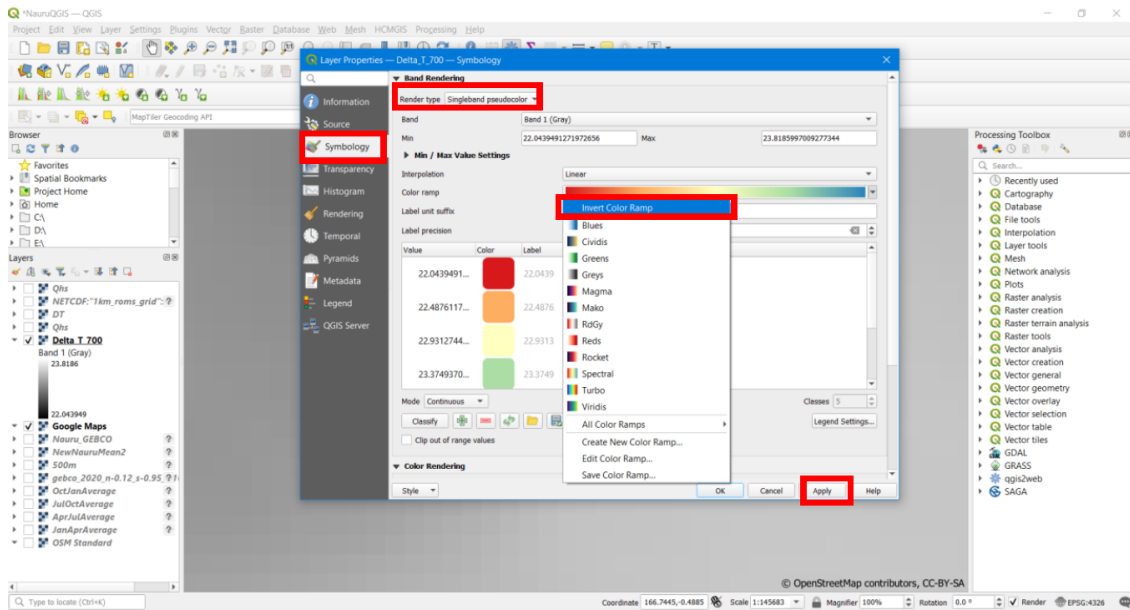 *NauruQGIS — QGIS
Project Edit View Layer Settings Plugins Vector Raster Database Web Mesh HCMGIS Processing Help
MapTiler Geocoding API
Browser
Favorites
Spatial Bookmarks
Project Home
Home
C:\
D:\
E:\
Layers
Qhs
NETCDF:"1km_roms_grid":
DT
Qhs
Delta T 700
Band 1 (Gray)
23.8186
22.043949
Google Maps
Nauru_GEBCO
NewNauruMean2
500m
gebco_2020_n-0.12_s-0.95
OctJanAverage
JulOctAverage
AprJulAverage
JanAprAverage
OSM Standard
Type to locate (Ctrl+K)
Layer Properties — Delta_T_700 — Symbology
Information
Source
Symbology
Transparency
Histogram
Rendering
Temporal
Pyramids
Metadata
Legend
QGIS Server
Band Rendering
Render type Singleband pseudocolor
Band Band 1 (Gray)
Min 22.0439491271972656 Max 23.8185997009277344
Min / Max Value Settings
Interpolation Linear
Color ramp
Label unit suffix
Label precision
Value Color Label
22.0439491... 22.0439
22.4876117... 22.4876
22.9312744... 22.9313
23.3749370... 23.3749
Mode Continuous Classes 5
Classify Legend Settings...
Clip out of range values
Color Rendering
Style OK Cancel Apply Help
Invert Color Ramp
Blues
Cividis
Greens
Greys
Magma
Mako
RdGy
Reds
Rocket
Spectral
Turbo
Viridis
All Color Ramps
Create New Color Ramp...
Edit Color Ramp...
Save Color Ramp...
Processing Toolbox
Search...
Recently used
Cartography
Database
File tools
Interpolation
Layer tools
Mesh
Network analysis
Plots
Raster analysis
Raster creation
Raster terrain analysis
Raster tools
Vector analysis
Vector creation
Vector general
Vector geometry
Vector overlay
Vector selection
Vector table
Vector tiles
GDAL
GRASS
qgis2web
SAGA
© OpenStreetMap contributors, CC-BY-SA
Coordinate 166.7445,-0.4885 Scale 1:145683 Magnifier 100% Rotation 0.0 ° Render EPSG:4326